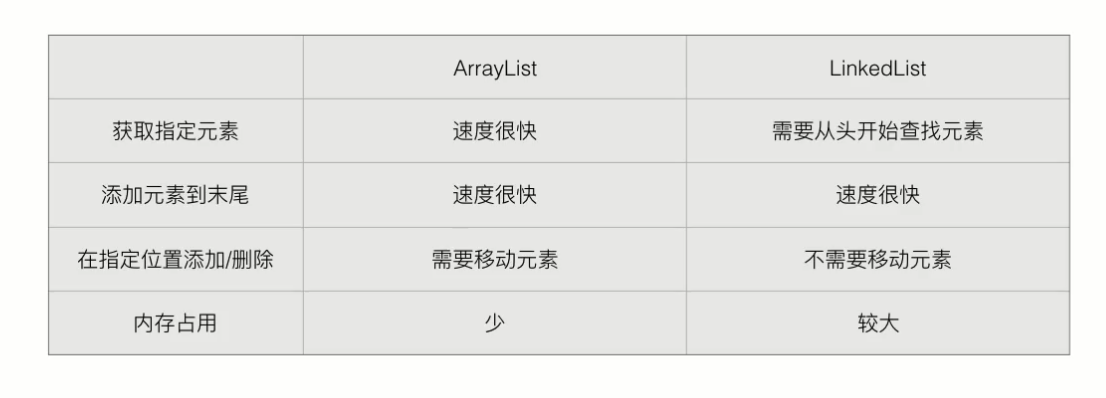 ArrayList LinkedList
获取指定元素 速度很快 需要从头开始查找元素
添加元素到末尾 速度很快 速度很快
在指定位置添加/删除 需要移动元素 不需要移动元素
内存占用 少 较大